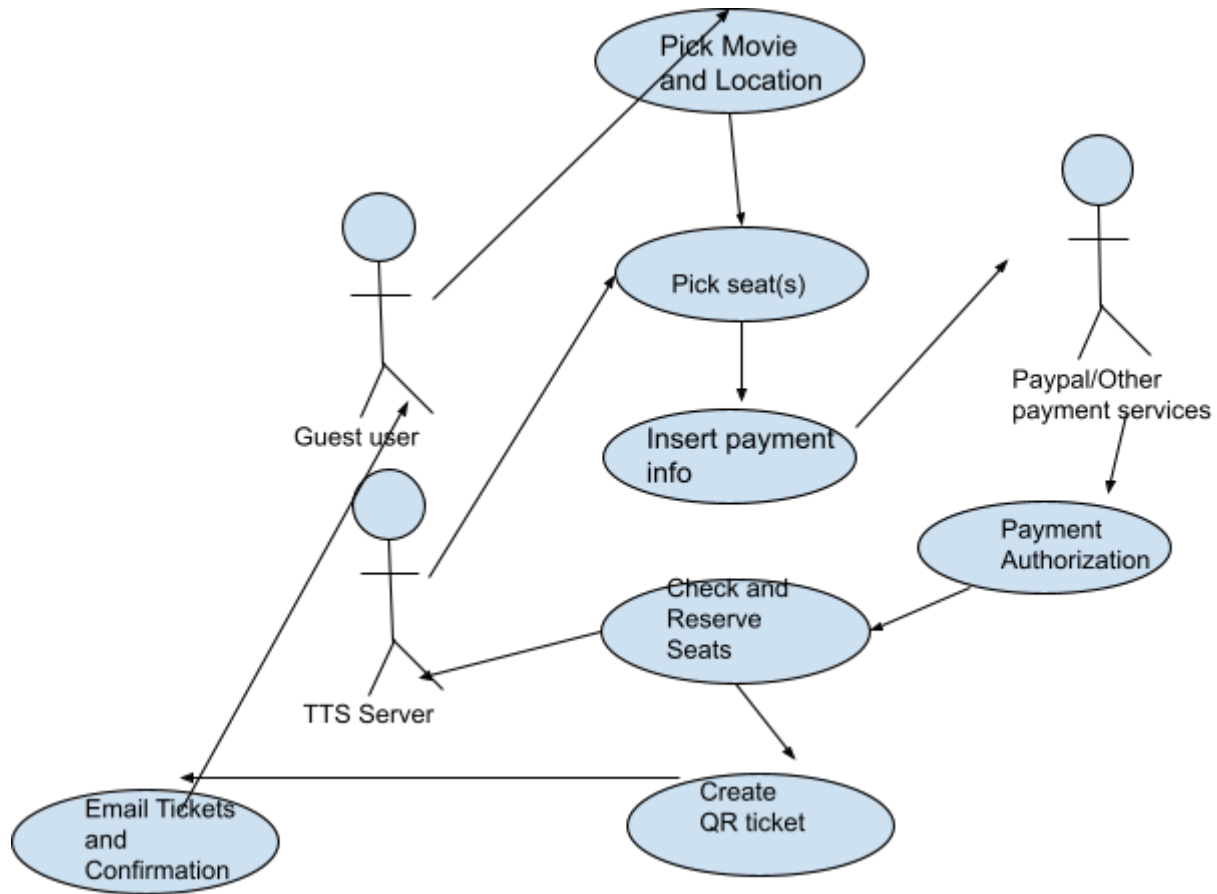 Pick Movie
and Location
Pick seat(s)
Paypal/Other
payment services
Guest user
Insert payment
info
Payment
Authorization
Check and
Reserve
Seats
TTS Server
Create
QR ticket
Email Tickets
and
Confirmation